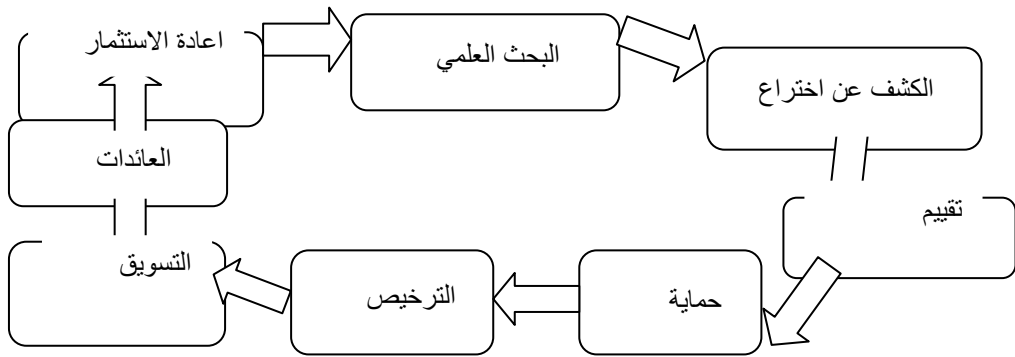 اعادة الاستثمار
البحث العلمي
الكشف عن اختراع
تقييم
حماية
الترخيص
التسويق
العائدات